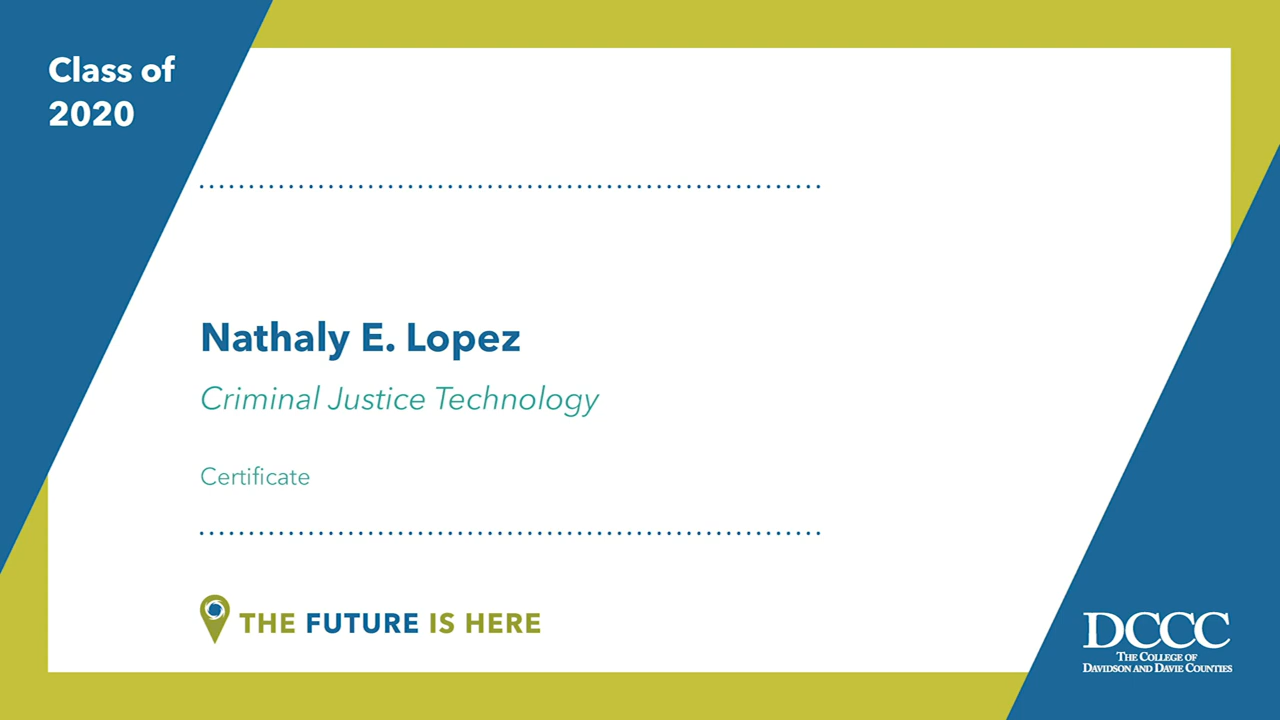 Class of
2020
Nathaly E. Lopez
Criminal Justice Technology
Certificate
THE FUTURE IS HERE
DCCC
THE COLLEGE OF
DAVIDSON AND DAVIE COUNTIES